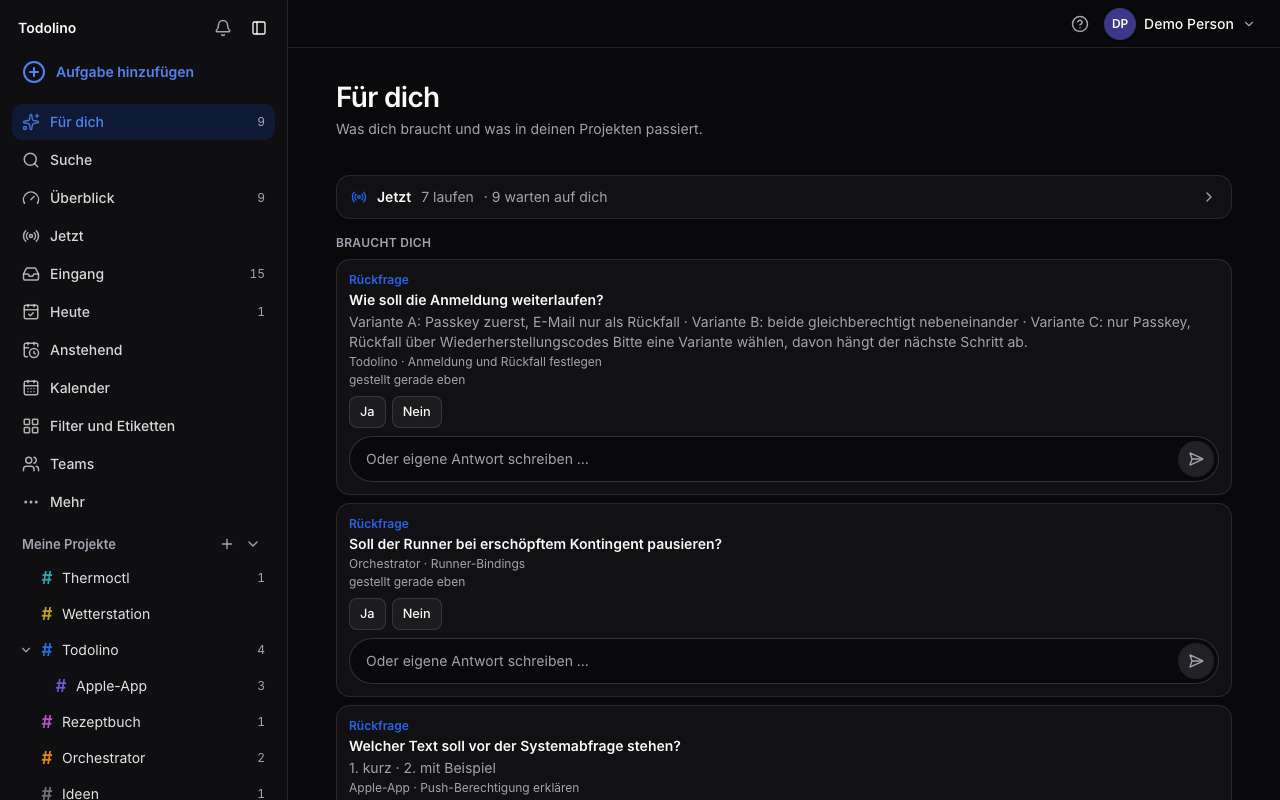 Todolino
Aufgabe hinzufügen
Für dich 9
Suche
Überblick 9
Jetzt
Eingang 15
Heute 1
Anstehend
Kalender
Filter und Etiketten
Teams
Mehr
Meine Projekte
# Thermoctl 1
# Wetterstation
# Todolino 4
# Apple-App 3
# Rezeptbuch 1
# Orchestrator 2
# Ideen 1
DP Demo Person
Für dich
Was dich braucht und was in deinen Projekten passiert.
Jetzt 7 laufen · 9 warten auf dich
BRAUCHT DICH
Rückfrage
Wie soll die Anmeldung weiterlaufen?
Variante A: Passkey zuerst, E-Mail nur als Rückfall · Variante B: beide gleichberechtigt nebeneinander · Variante C: nur Passkey,
Rückfall über Wiederherstellungscodes Bitte eine Variante wählen, davon hängt der nächste Schritt ab.
Todolino · Anmeldung und Rückfall festlegen
gestellt gerade eben
Ja Nein
Oder eigene Antwort schreiben ...
Rückfrage
Soll der Runner bei erschöpftem Kontingent pausieren?
Orchestrator · Runner-Bindings
gestellt gerade eben
Ja Nein
Oder eigene Antwort schreiben ...
Rückfrage
Welcher Text soll vor der Systemabfrage stehen?
1. kurz · 2. mit Beispiel
Apple-App · Push-Berechtigung erklären